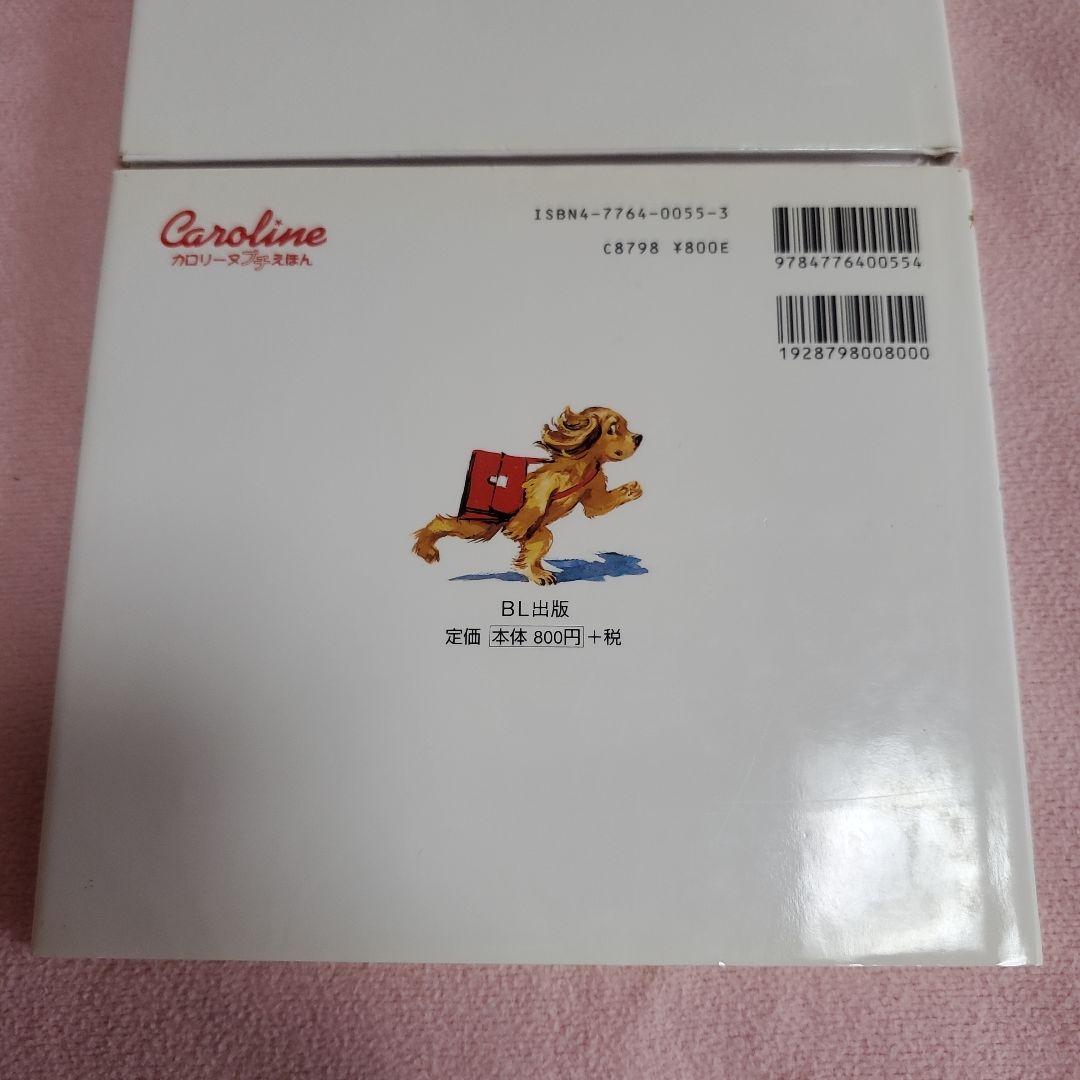 Caroline
カロリーヌプチえほん
ISBN4-7764-0055-3
C8798 ¥800E
9784776400554
1928798008000
BL出版
定価 本体 800円 +税